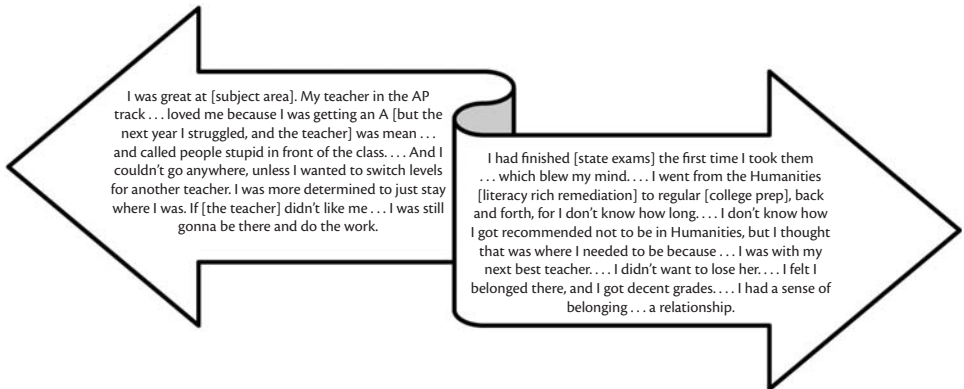 I was great at [subject area]. My teacher in the AP
track . . . loved me because I was getting an A [but the
next year I struggled, and the teacher] was mean . . .
and called people stupid in front of the class. . . . And I
couldn’t go anywhere, unless I wanted to switch levels
for another teacher. I was more determined to just stay
where I was. If [the teacher] didn’t like me . . . I was still
gonna be there and do the work.
I had finished [state exams] the first time I took them
. . . which blew my mind. . . . I went from the Humanities
[literacy rich remediation] to regular [college prep], back
and forth, for I don’t know how long. . . . I don’t know how
I got recommended not to be in Humanities, but I thought
that was where I needed to be because . . . I was with my
next best teacher. . . . I didn’t want to lose her. . . . I felt I
belonged there, and I got decent grades. . . . I had a sense of
belonging . . . a relationship.